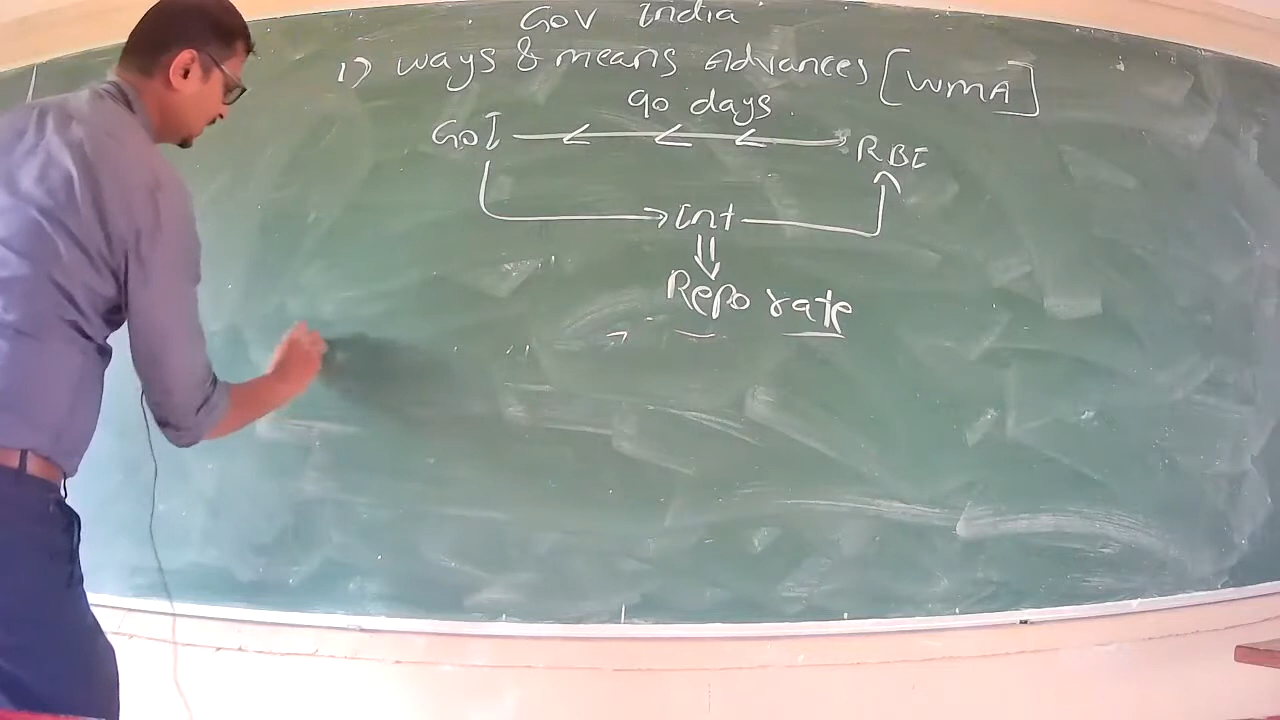 Gov India
1) ways & means Advances [WMA]
90 days
GoI RBI
Int
Repo rate